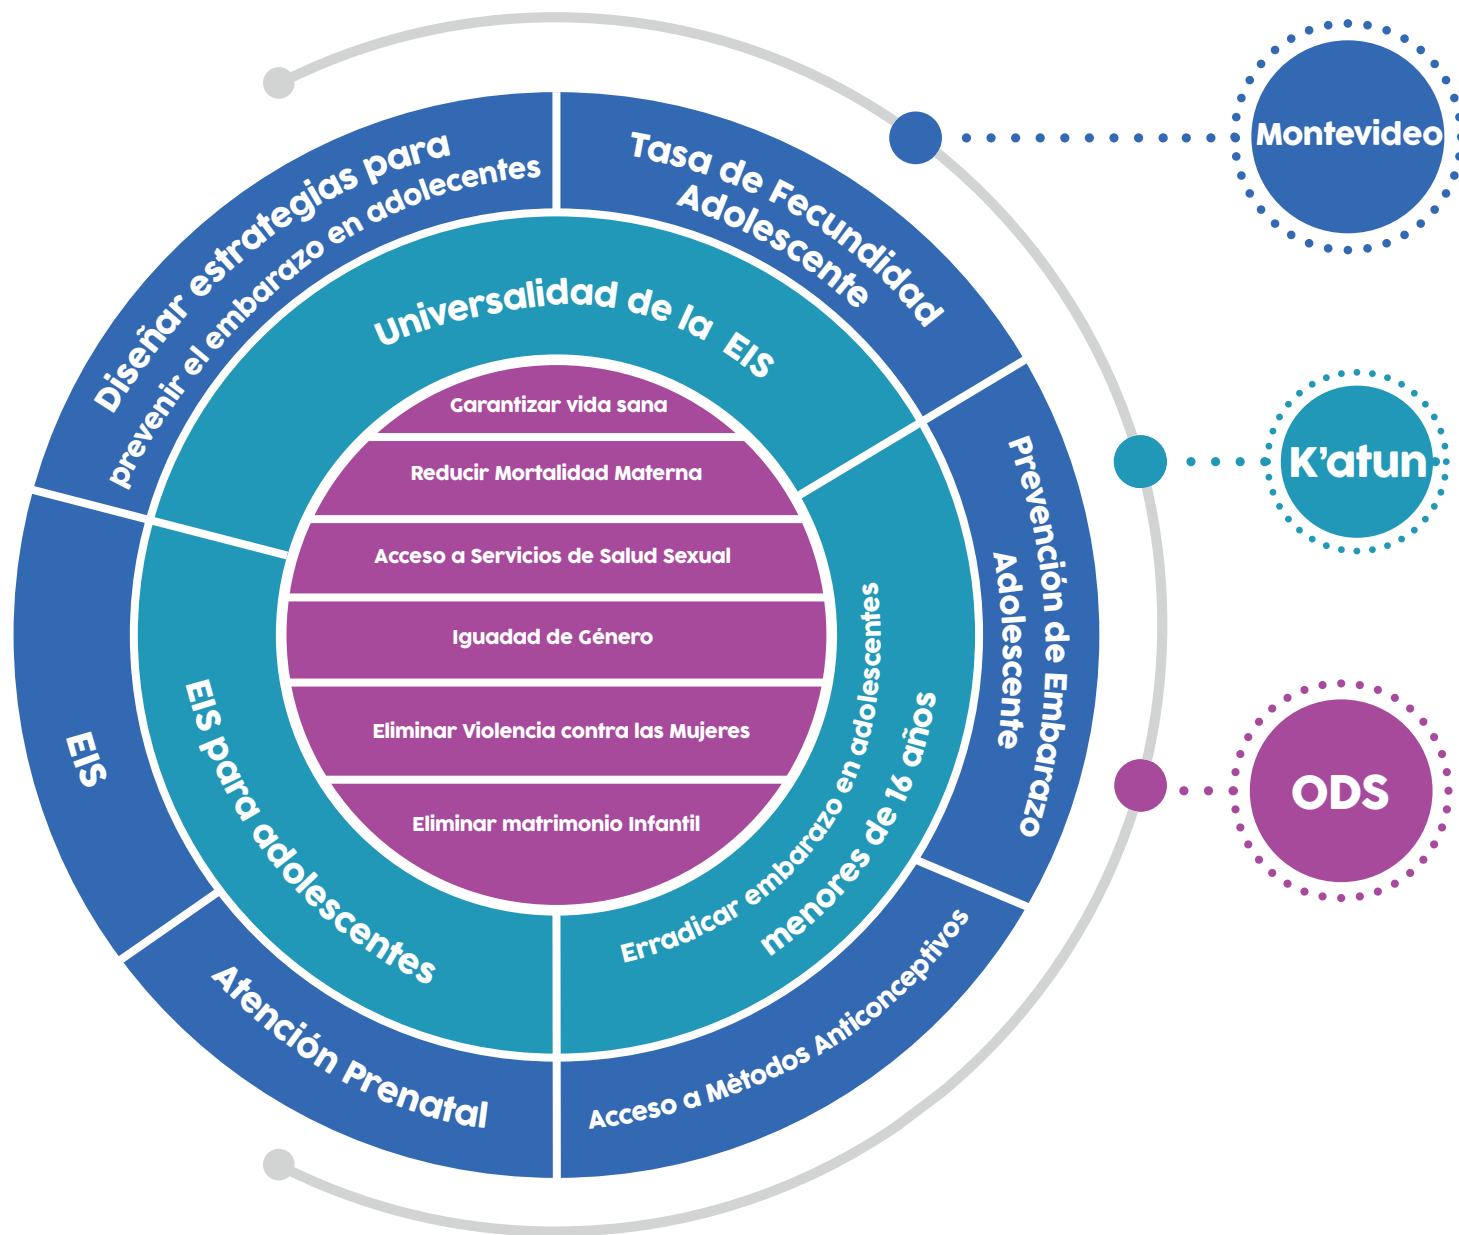 Diseñar estrategias para
prevenir el embarazo en adolecentes
Tasa de Fecundidad
Adolescente
Prevención de Embarazo
Adolescente
Acceso a Mètodos Anticonceptivos
Atención Prenatal
EIS
Universalidad de la EIS
Erradicar embarazo en adolescentes
menores de 16 años
EIS para adolescentes
Garantizar vida sana
Reducir Mortalidad Materna
Acceso a Servicios de Salud Sexual
Iguadad de Género
Eliminar Violencia contra las Mujeres
Eliminar matrimonio Infantil
Montevideo
K’atun
ODS